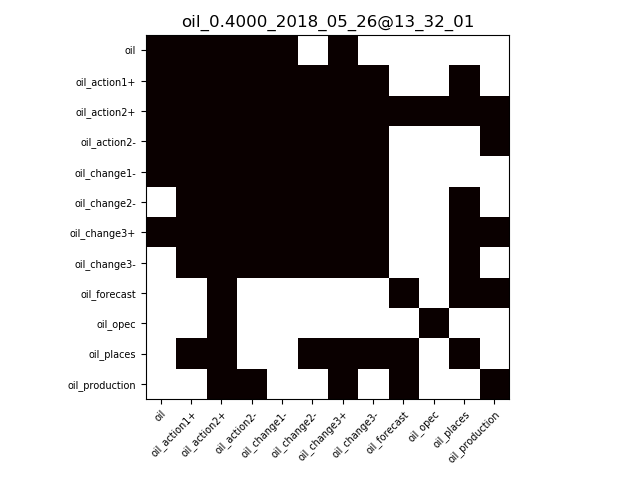 oil_0.4000_2018_05_26@13_32_01
oil
oil_action1+
oil_action2+
oil_action2-
oil_change1-
oil_change2-
oil_change3+
oil_change3-
oil_forecast
oil_opec
oil_places
oil_production
oil
oil_action1+
oil_action2+
oil_action2-
oil_change1-
oil_change2-
oil_change3+
oil_change3-
oil_forecast
oil_opec
oil_places
oil_production